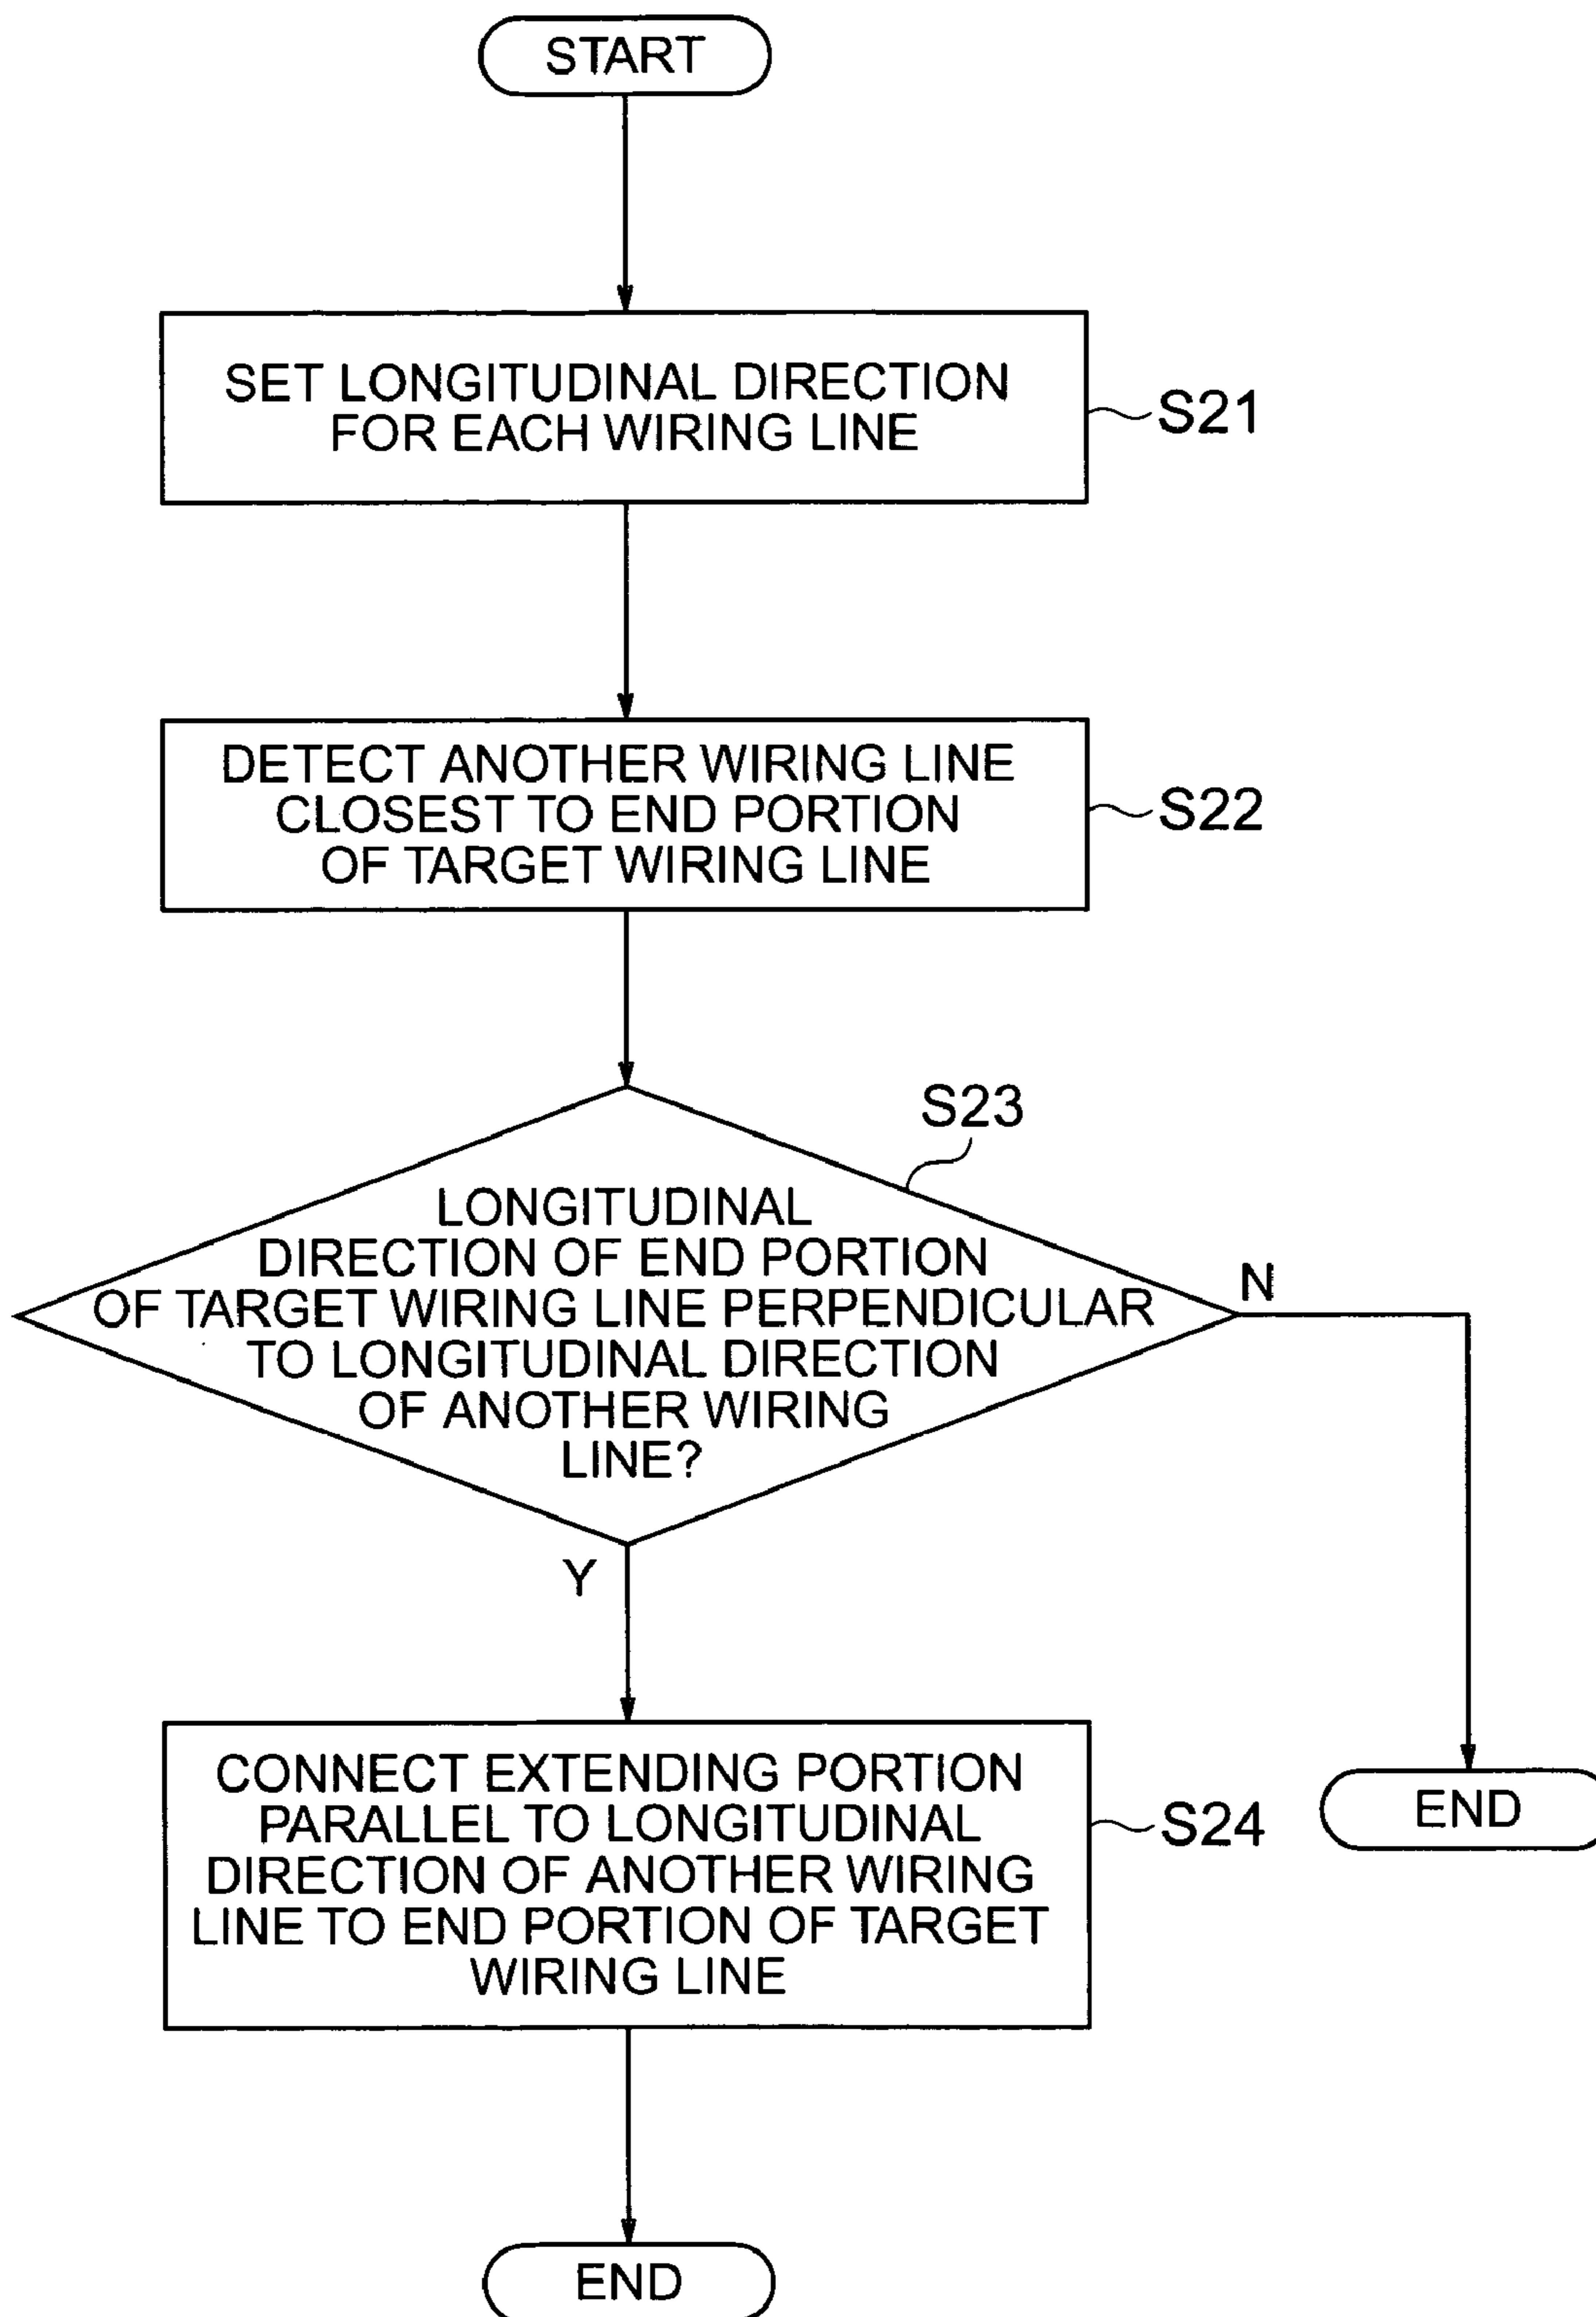 START
SET LONGITUDINAL DIRECTION
FOR EACH WIRING LINE
S21
DETECT ANOTHER WIRING LINE
CLOSEST TO END PORTION
OF TARGET WIRING LINE
S22
S23
LONGITUDINAL
DIRECTION OF END PORTION
OF TARGET WIRING LINE PERPENDICULAR
TO LONGITUDINAL DIRECTION
OF ANOTHER WIRING
LINE?
N
Y
CONNECT EXTENDING PORTION
PARALLEL TO LONGITUDINAL
DIRECTION OF ANOTHER WIRING
LINE TO END PORTION OF TARGET
WIRING LINE
S24
END
END